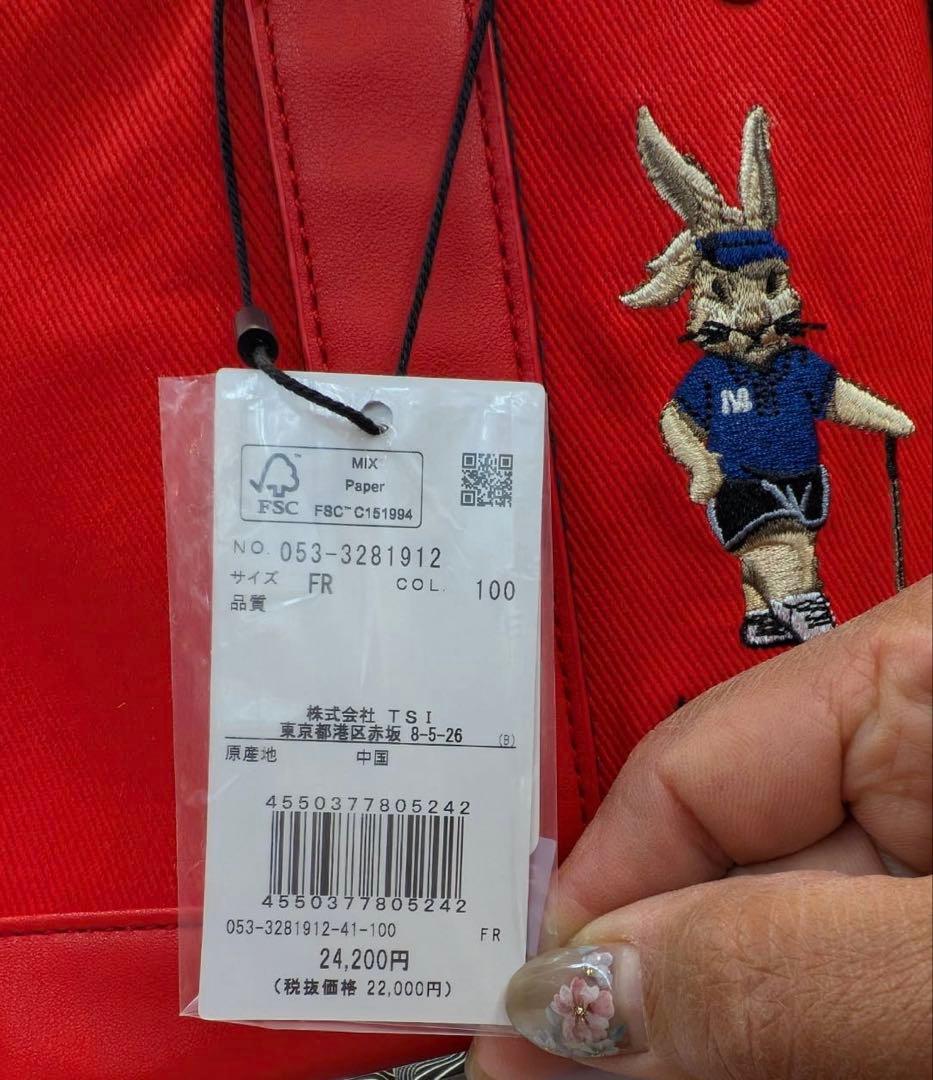 FSC™
MIX
Paper
FSC™ C151994
NO. 053-3281912
サイズ FR COL. 100
品質
株式会社 TSI
東京都港区赤坂 8-5-26 (B)
原産地 中国
4550377805242
4550377805242
053-3281912-41-100 FR
24,200円
(税抜価格 22,000円)